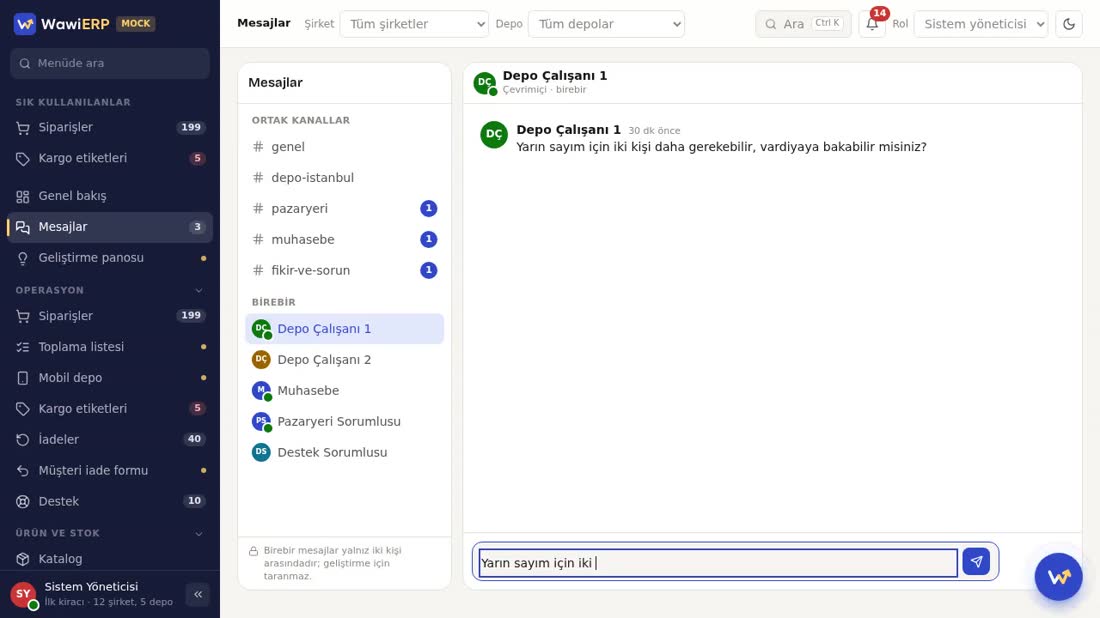 WawiERP MOCK
Menüde ara
SIK KULLANILANLAR
Siparişler 199
Kargo etiketleri 5
Genel bakış
Mesajlar 3
Geliştirme panosu
OPERASYON
Siparişler 199
Toplama listesi
Mobil depo
Kargo etiketleri 5
İadeler 40
Müşteri iade formu
Destek 10
ÜRÜN VE STOK
Katalog
SY Sistem Yöneticisi
İlk kiracı · 12 şirket, 5 depo
Mesajlar Şirket Tüm şirketler Depo Tüm depolar Ara Ctrl K 14 Rol Sistem yöneticisi
Mesajlar
ORTAK KANALLAR
# genel
# depo-istanbul
# pazaryeri 1
# muhasebe 1
# fikir-ve-sorun 1
BİREBİR
DÇ Depo Çalışanı 1
DÇ Depo Çalışanı 2
M Muhasebe
PS Pazaryeri Sorumlusu
DS Destek Sorumlusu
Birebir mesajlar yalnız iki kişi
arasındadır; geliştirme için
taranmaz.
DÇ Depo Çalışanı 1
Çevrimiçi · birebir
DÇ Depo Çalışanı 1 30 dk önce
Yarın sayım için iki kişi daha gerekebilir, vardiyaya bakabilir misiniz?
Yarın sayım için iki